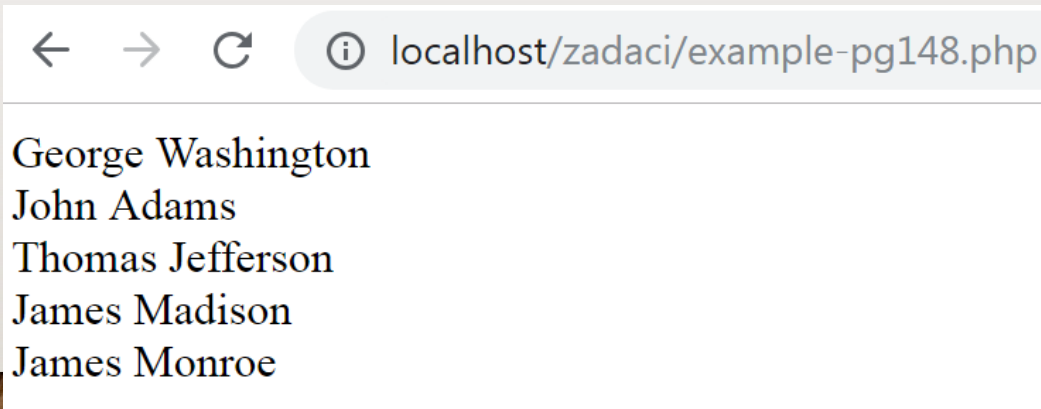 localhost/zadaci/example-pg148.php
George Washington
John Adams
Thomas Jefferson
James Madison
James Monroe